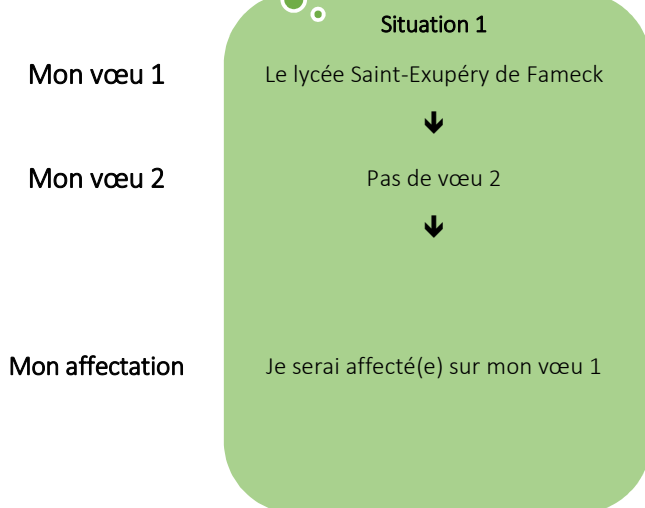 Situation 1
Mon vœu 1
Le lycée Saint-Exupéry de Fameck
Mon vœu 2
Pas de vœu 2
Mon affectation
Je serai affecté(e) sur mon vœu 1